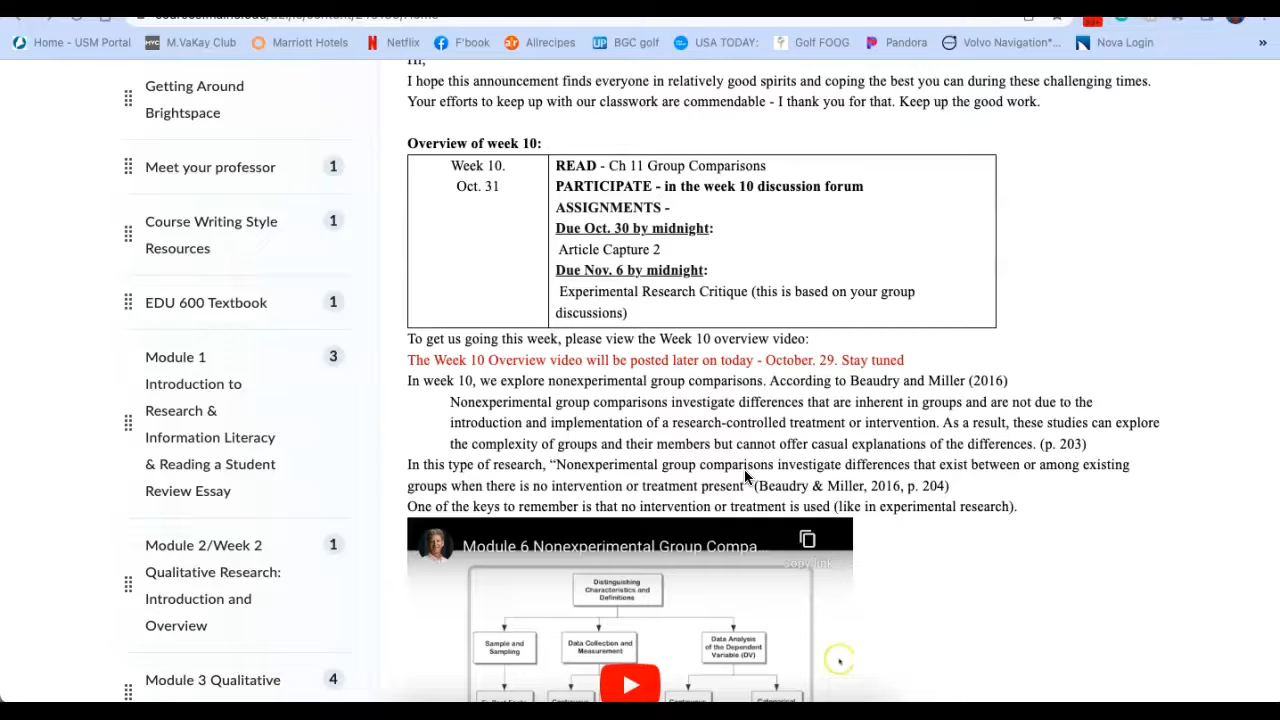 Home - USM Portal
M.VaKay Club
Marriott Hotels
Netflix
F'book
Allrecipes
BGC golf
USA TODAY:
Golf FOOG
Pandora
Volvo Navigation*...
Nova Login
»
Getting Around
Brightspace
Meet your professor
1
Course Writing Style
Resources
1
EDU 600 Textbook
1
Module 1
Introduction to
Research &
Information Literacy
& Reading a Student
Review Essay
3
Module 2/Week 2
Qualitative Research:
Introduction and
Overview
1
Module 3 Qualitative
4
Hi,
I hope this announcement finds everyone in relatively good spirits and coping the best you can during these challenging times.
Your efforts to keep up with our classwork are commendable - I thank you for that. Keep up the good work.
Overview of week 10:
Week 10.
Oct. 31
READ - Ch 11 Group Comparisons
PARTICIPATE - in the week 10 discussion forum
ASSIGNMENTS -
Due Oct. 30 by midnight:
Article Capture 2
Due Nov. 6 by midnight:
Experimental Research Critique (this is based on your group
discussions)
To get us going this week, please view the Week 10 overview video:
The Week 10 Overview video will be posted later on today - October. 29. Stay tuned
In week 10, we explore nonexperimental group comparisons. According to Beaudry and Miller (2016)
Nonexperimental group comparisons investigate differences that are inherent in groups and are not due to the
introduction and implementation of a research-controlled treatment or intervention. As a result, these studies can explore
the complexity of groups and their members but cannot offer casual explanations of the differences. (p. 203)
In this type of research, “Nonexperimental group comparisons investigate differences that exist between or among existing
groups when there is no intervention or treatment present” (Beaudry & Miller, 2016, p. 204)
One of the keys to remember is that no intervention or treatment is used (like in experimental research).
Module 6 Nonexperimental Group Compa...
Copy link
Distinguishing
Characteristics and
Definitions
Sample and
Sampling
Data Collection and
Measurement
Data Analysis
of the Dependent
Variable (DV)